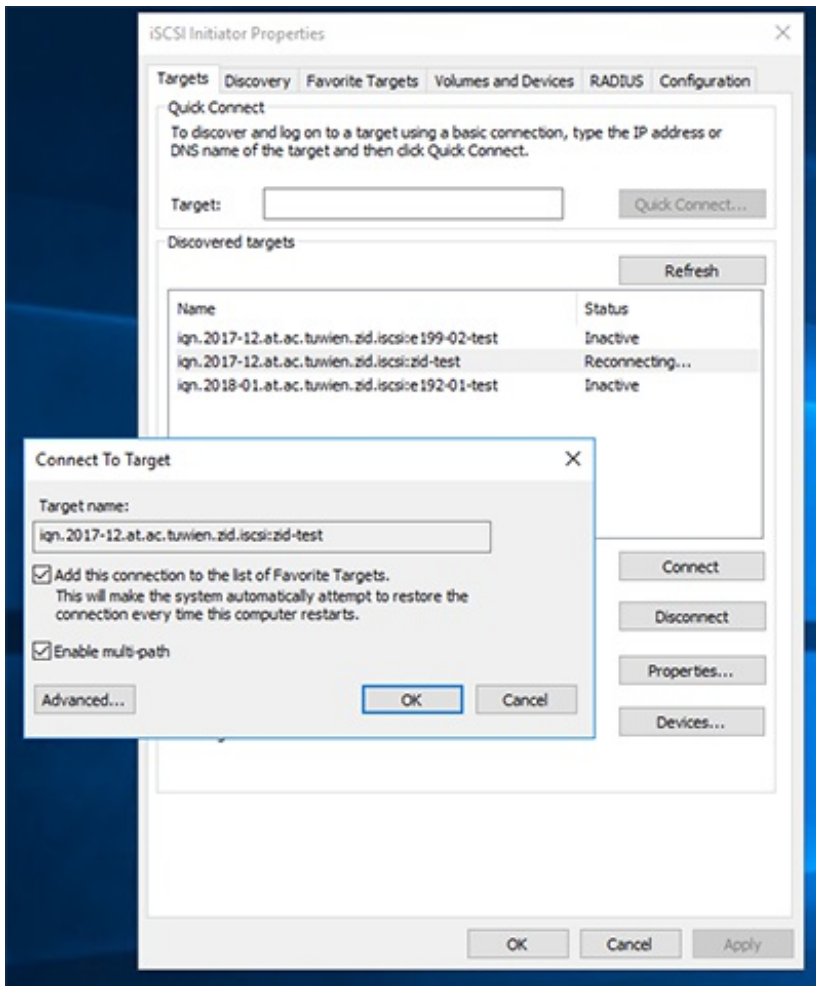 iSCSI Initiator Properties
Targets Discovery Favorite Targets Volumes and Devices RADIUS Configuration
Quick Connect
To discover and log on to a target using a basic connection, type the IP address or
DNS name of the target and then click Quick Connect.
Target:
Quick Connect...
Discovered targets
Refresh
Name Status
iqn.2017-12.at.ac.tuwien.zid.iscsi:e199-02-test Inactive
iqn.2017-12.at.ac.tuwien.zid.iscsi:zid-test Reconnecting...
iqn.2018-01.at.ac.tuwien.zid.iscsi:e192-01-test Inactive
Connect To Target
Target name:
iqn.2017-12.at.ac.tuwien.zid.iscsi:zid-test
Add this connection to the list of Favorite Targets.
This will make the system automatically attempt to restore the
connection every time this computer restarts.
Enable multi-path
Advanced... OK Cancel
Connect
Disconnect
Properties...
Devices...
OK Cancel Apply